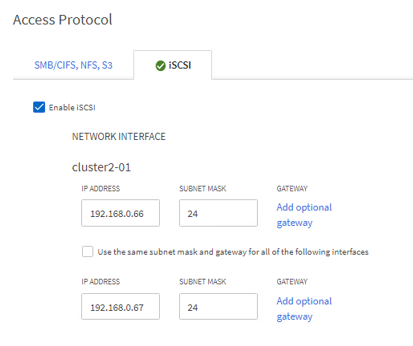 Access Protocol
SMB/CIFS, NFS, S3
iSCSI
Enable iSCSI
NETWORK INTERFACE
cluster2-01
IP ADDRESS SUBNET MASK GATEWAY
192.168.0.66 24 Add optional
gateway
Use the same subnet mask and gateway for all of the following interfaces
IP ADDRESS SUBNET MASK GATEWAY
192.168.0.67 24 Add optional
gateway